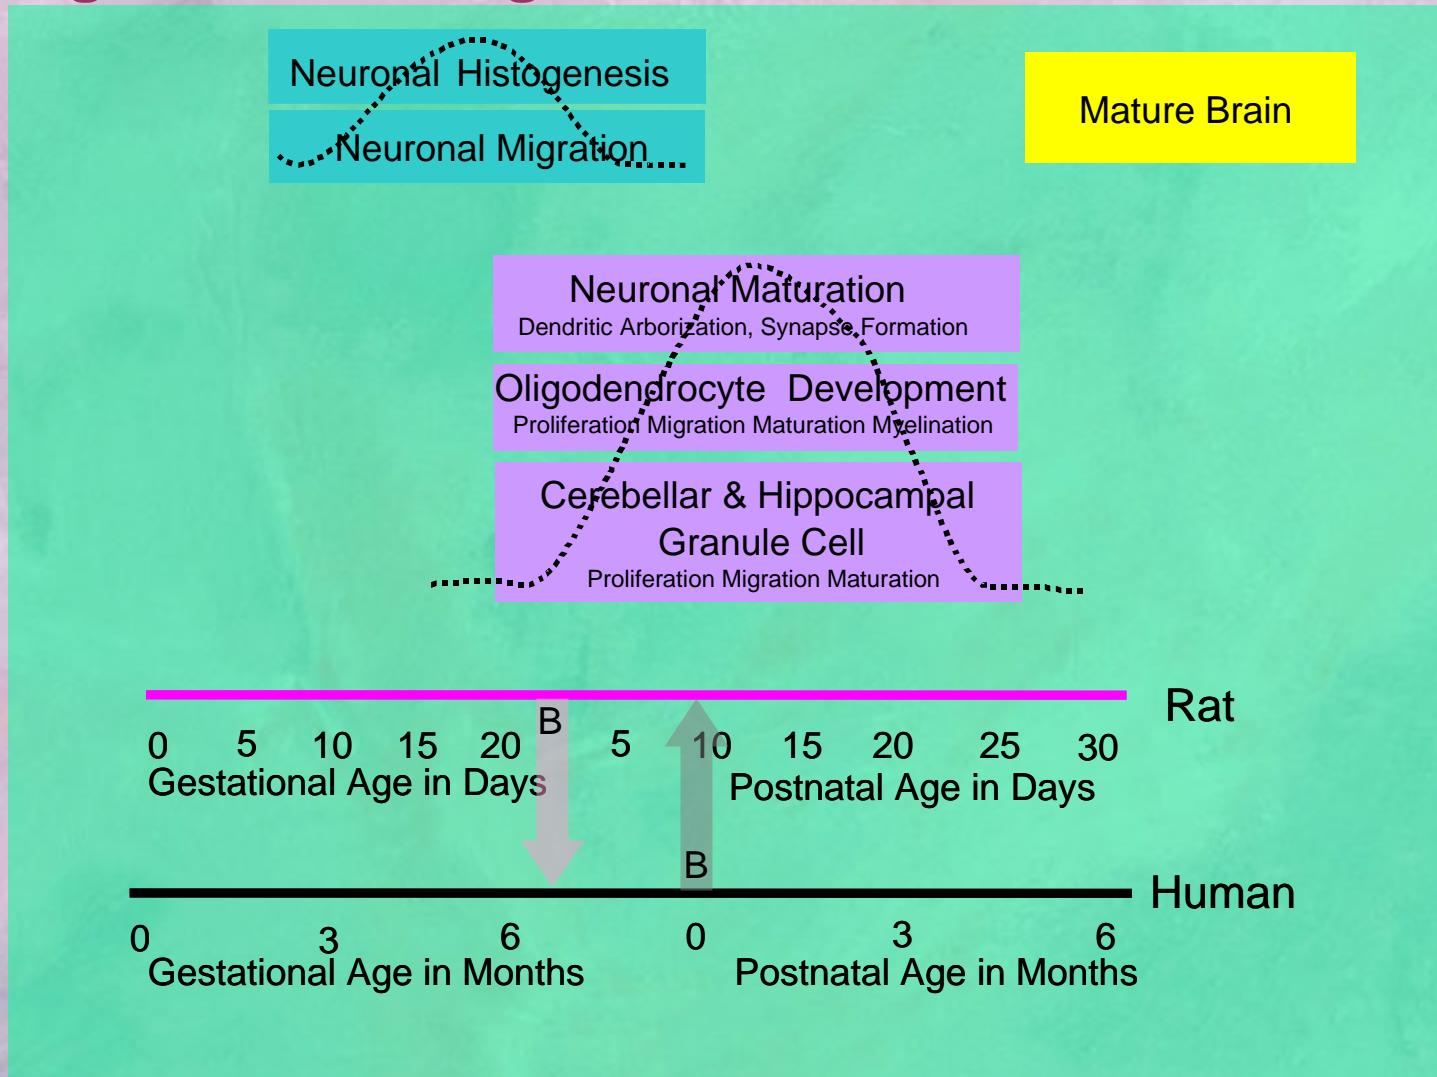 Neuronal Histogenesis
Neuronal Migration
Mature Brain
Neuronal Maturation
Dendritic Arborization, Synapse Formation
Oligodendrocyte Development
Proliferation Migration Maturation Myelination
Cerebellar & Hippocampal
Granule Cell
Proliferation Migration Maturation
Rat
B
0 5 10 15 20 5 10 15 20 25 30
Gestational Age in Days Postnatal Age in Days
B
Human
0 3 6 0 3 6
Gestational Age in Months Postnatal Age in Months